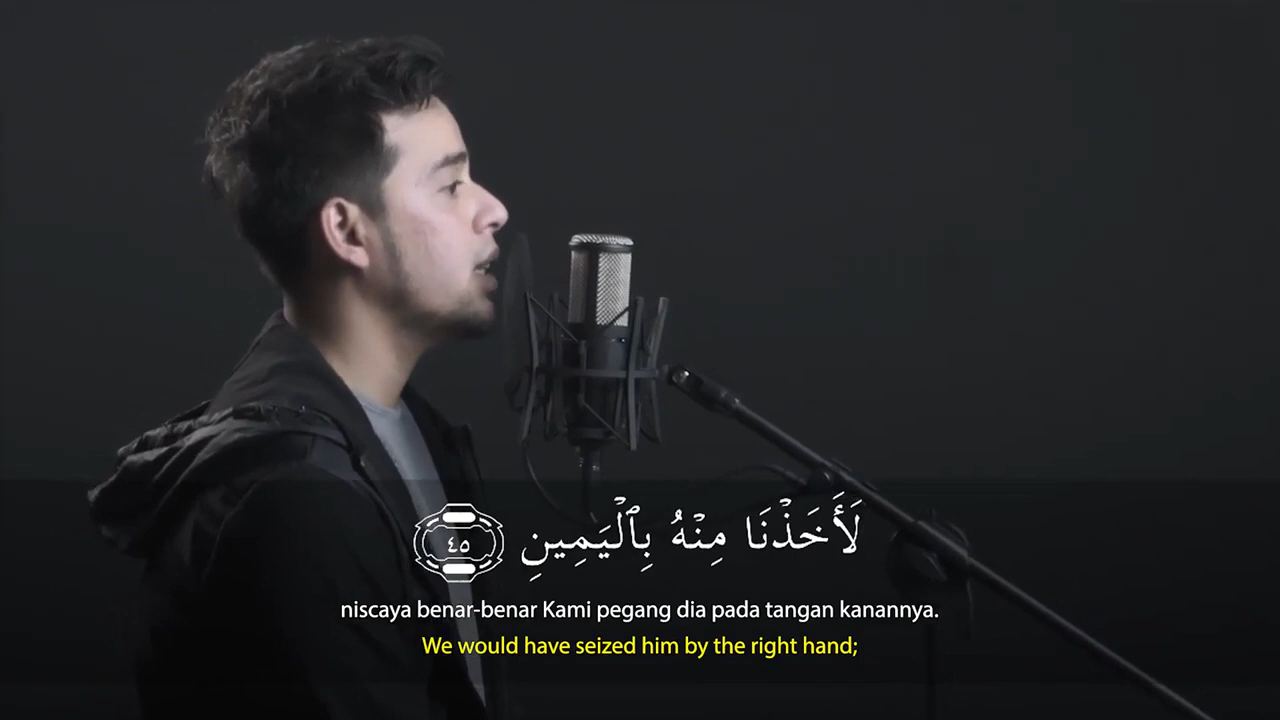 لَأَخَذْنَا مِنْهُ بِٱلْيَمِينِ ٤٥
niscaya benar-benar Kami pegang dia pada tangan kanannya.
We would have seized him by the right hand;